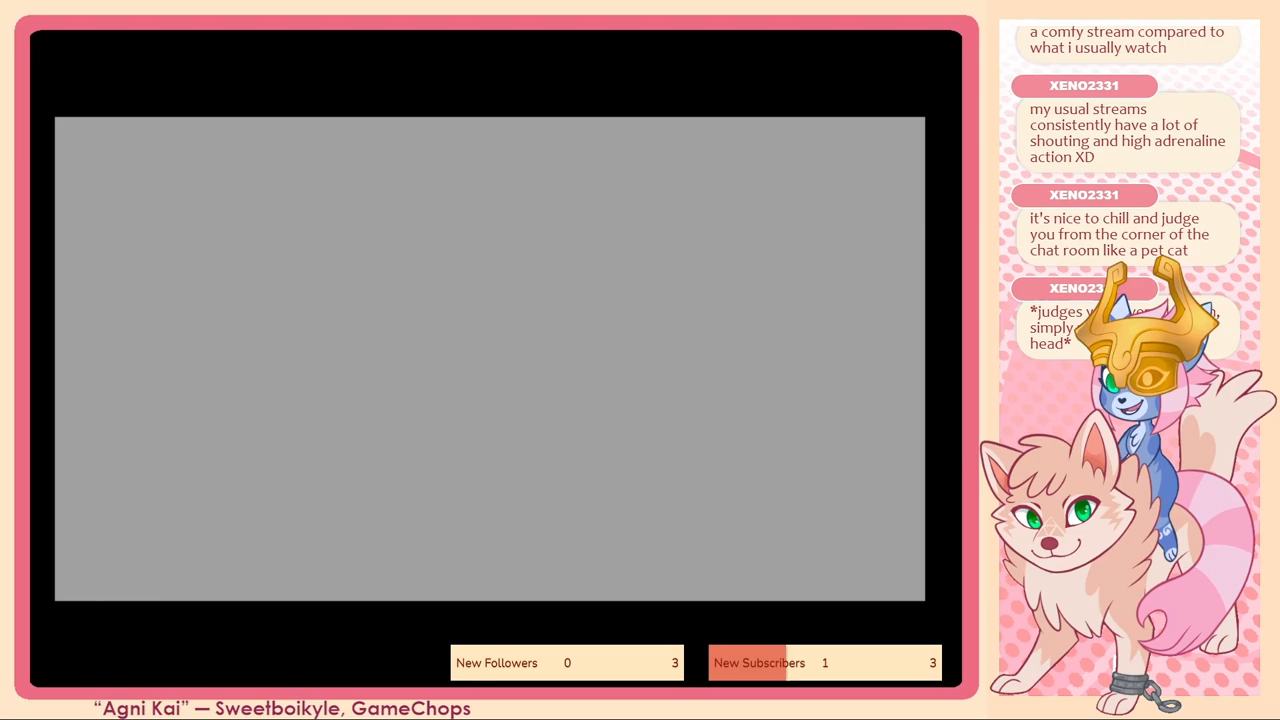 a comfy stream compared to
what i usually watch
XENO2331
my usual streams
consistently have a lot of
shouting and high adrenaline
action XD
XENO2331
it's nice to chill and judge
you from the corner of the
chat room like a pet cat
XENO23
*judges
simply
head*
New Followers 0 3
New Subscribers 1 3
“Agni Kai” — Sweetboikyle, GameChops